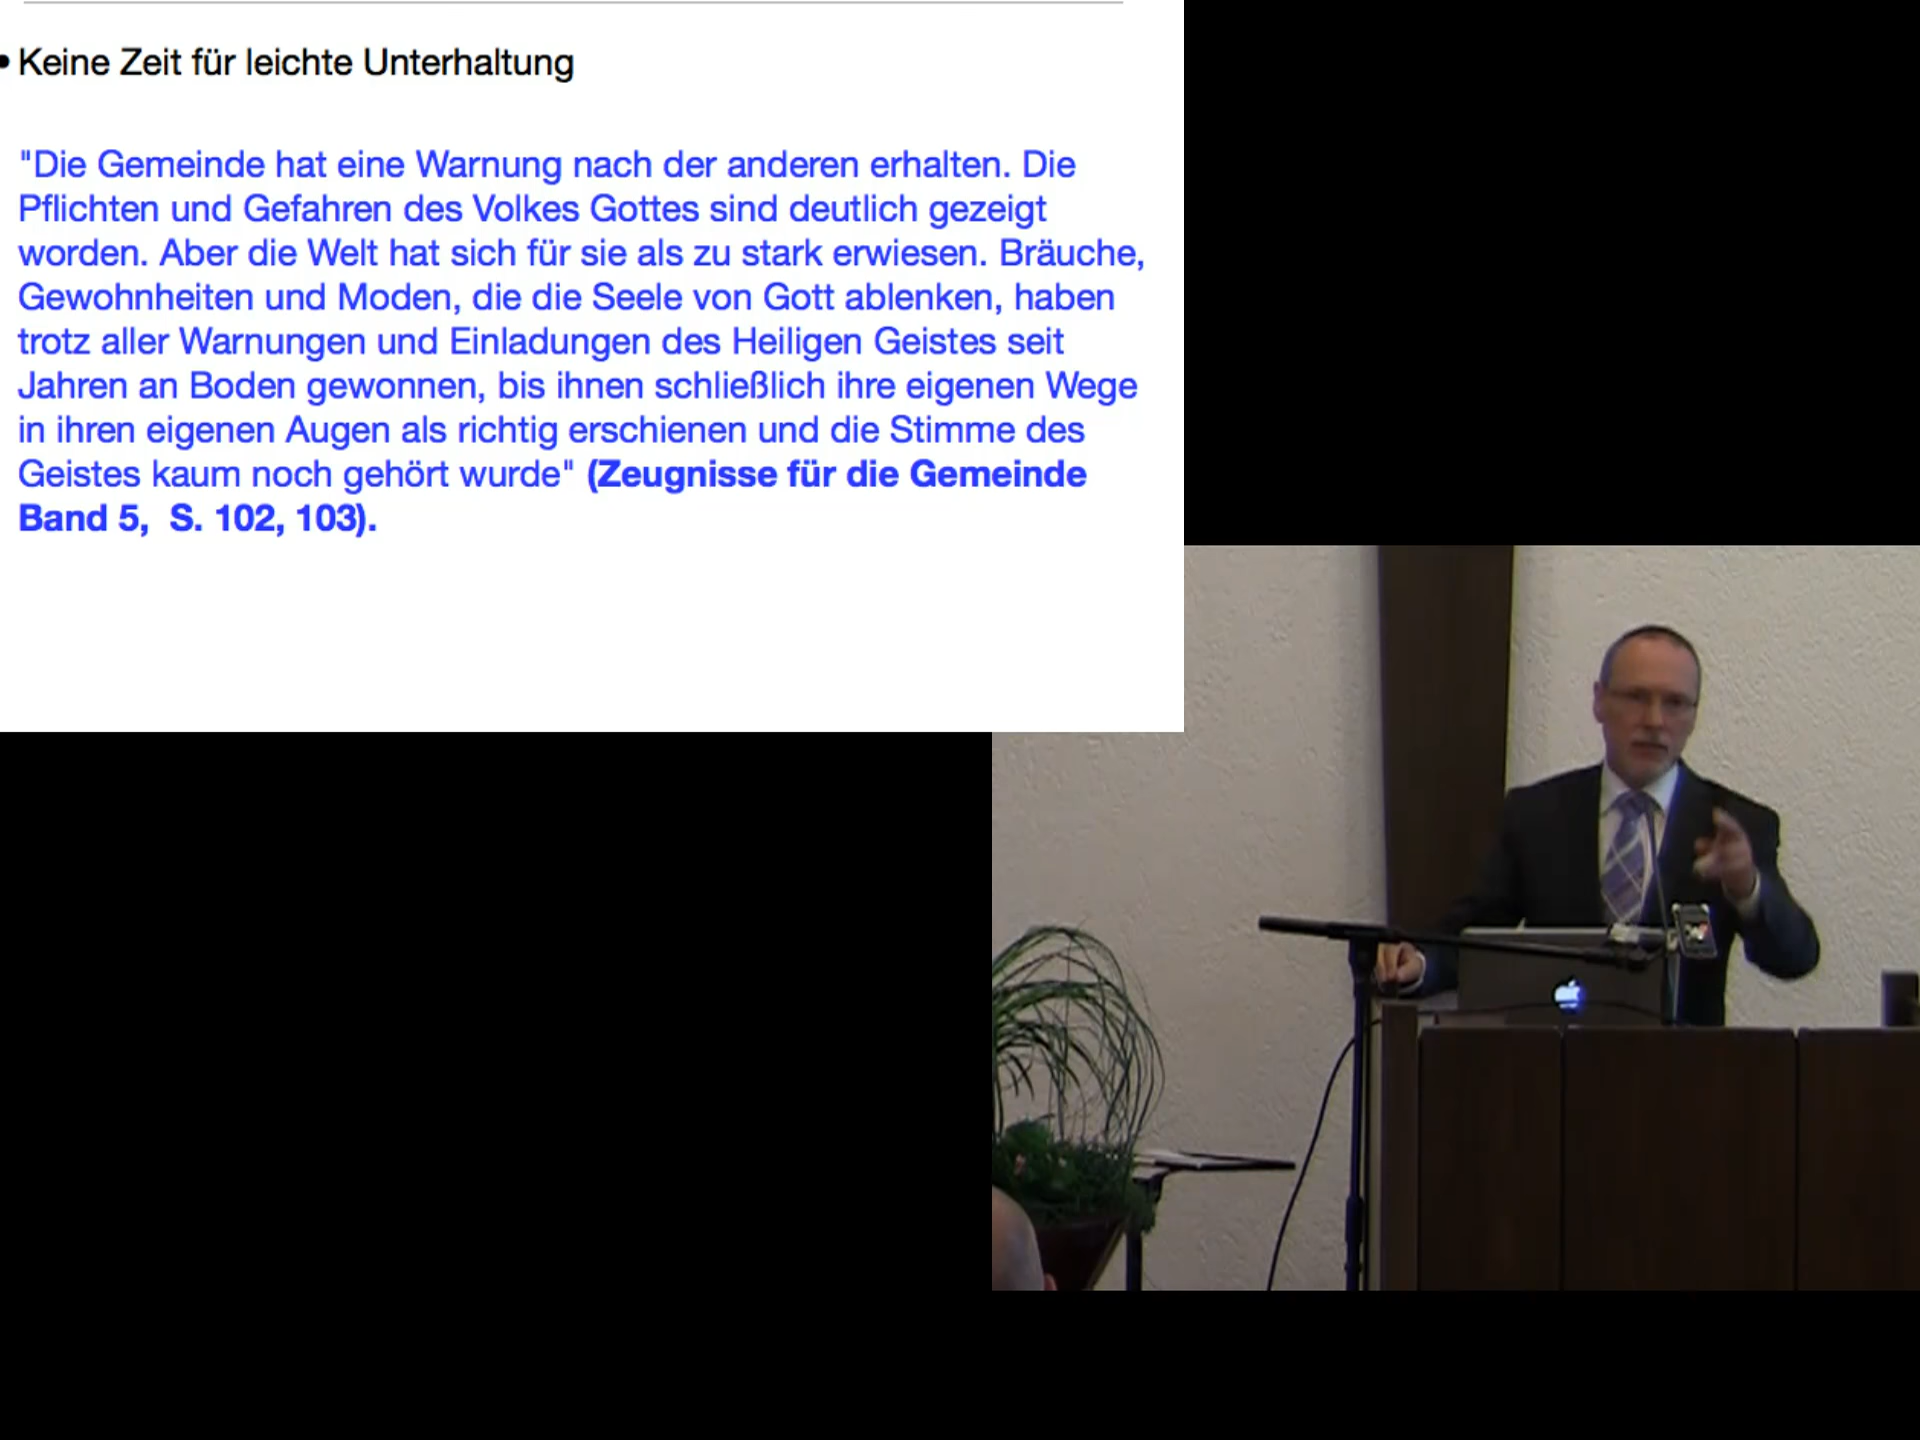 • Keine Zeit für leichte Unterhaltung
"Die Gemeinde hat eine Warnung nach der anderen erhalten. Die
Pflichten und Gefahren des Volkes Gottes sind deutlich gezeigt
worden. Aber die Welt hat sich für sie als zu stark erwiesen. Bräuche,
Gewohnheiten und Moden, die die Seele von Gott ablenken, haben
trotz aller Warnungen und Einladungen des Heiligen Geistes seit
Jahren an Boden gewonnen, bis ihnen schließlich ihre eigenen Wege
in ihren eigenen Augen als richtig erschienen und die Stimme des
Geistes kaum noch gehört wurde" (Zeugnisse für die Gemeinde
Band 5,  S. 102, 103).